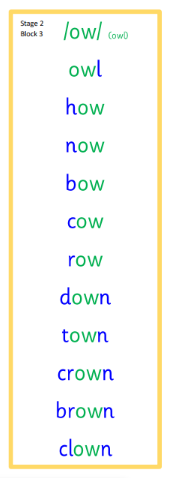 Stage 2
Block 3
/ow/ (owl)
owl
how
now
bow
cow
row
down
town
crown
brown
clown